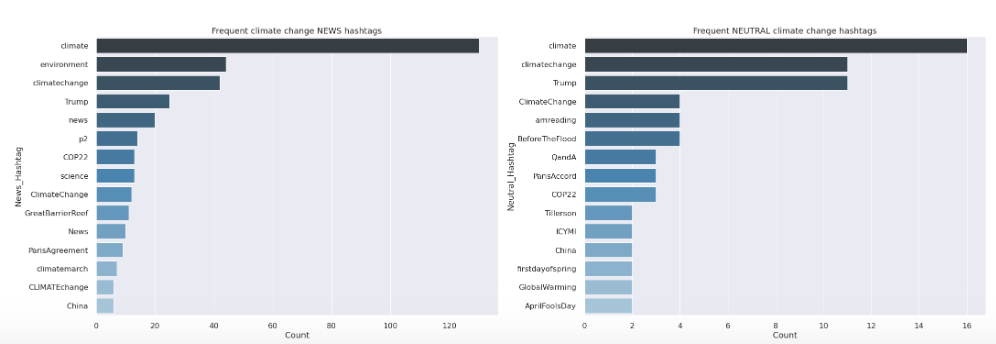 Frequent climate change NEWS hashtags
News_Hashtag
climate
environment
climatechange
Trump
news
p2
COP22
science
ClimateChange
GreatBarrierReef
News
ParisAgreement
climatemarch
CLIMATEchange
China
0 20 40 60 80 100 120
Count
Frequent NEUTRAL climate change hashtags
Neutral_Hashtag
climate
climatechange
Trump
ClimateChange
amreading
BeforeTheFlood
QandA
ParisAccord
COP22
Tillerson
ICYMI
China
firstdayofspring
GlobalWarming
AprilFoolsDay
0 2 4 6 8 10 12 14 16
Count